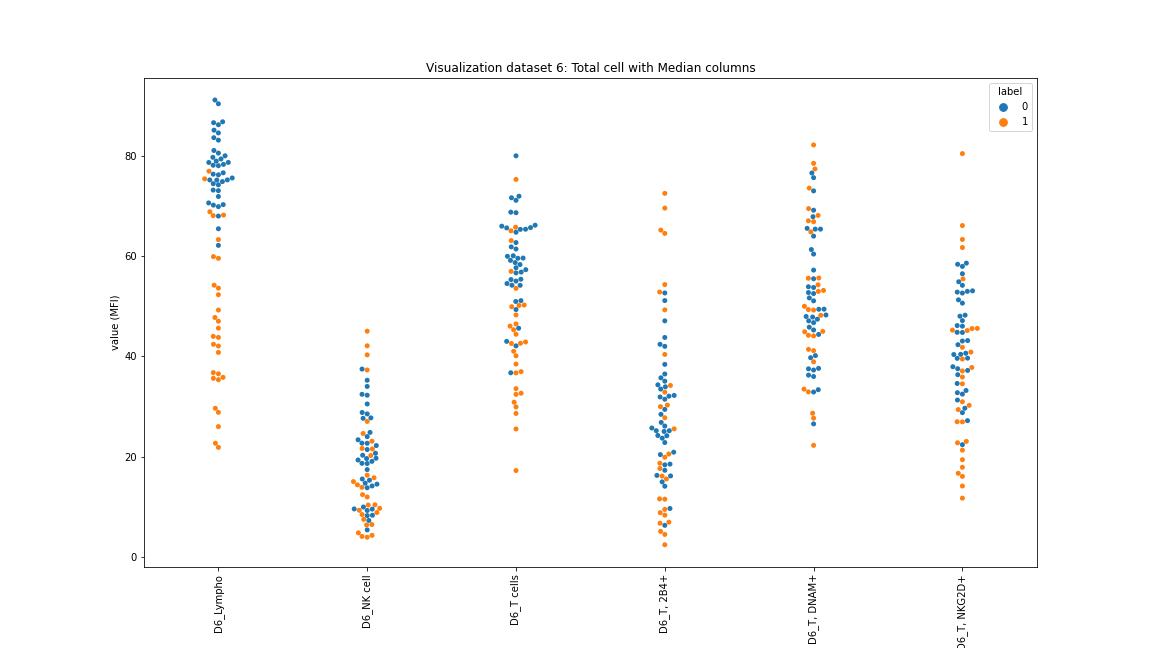 Visualization dataset 6: Total cell with Median columns
label
0
1
value (MFI)
80
60
40
20
0
D6_Lympho
D6_NK cell
D6_T cells
D6_T, 2B4+
D6_T, DNAM+
D6_T, NKG2D+